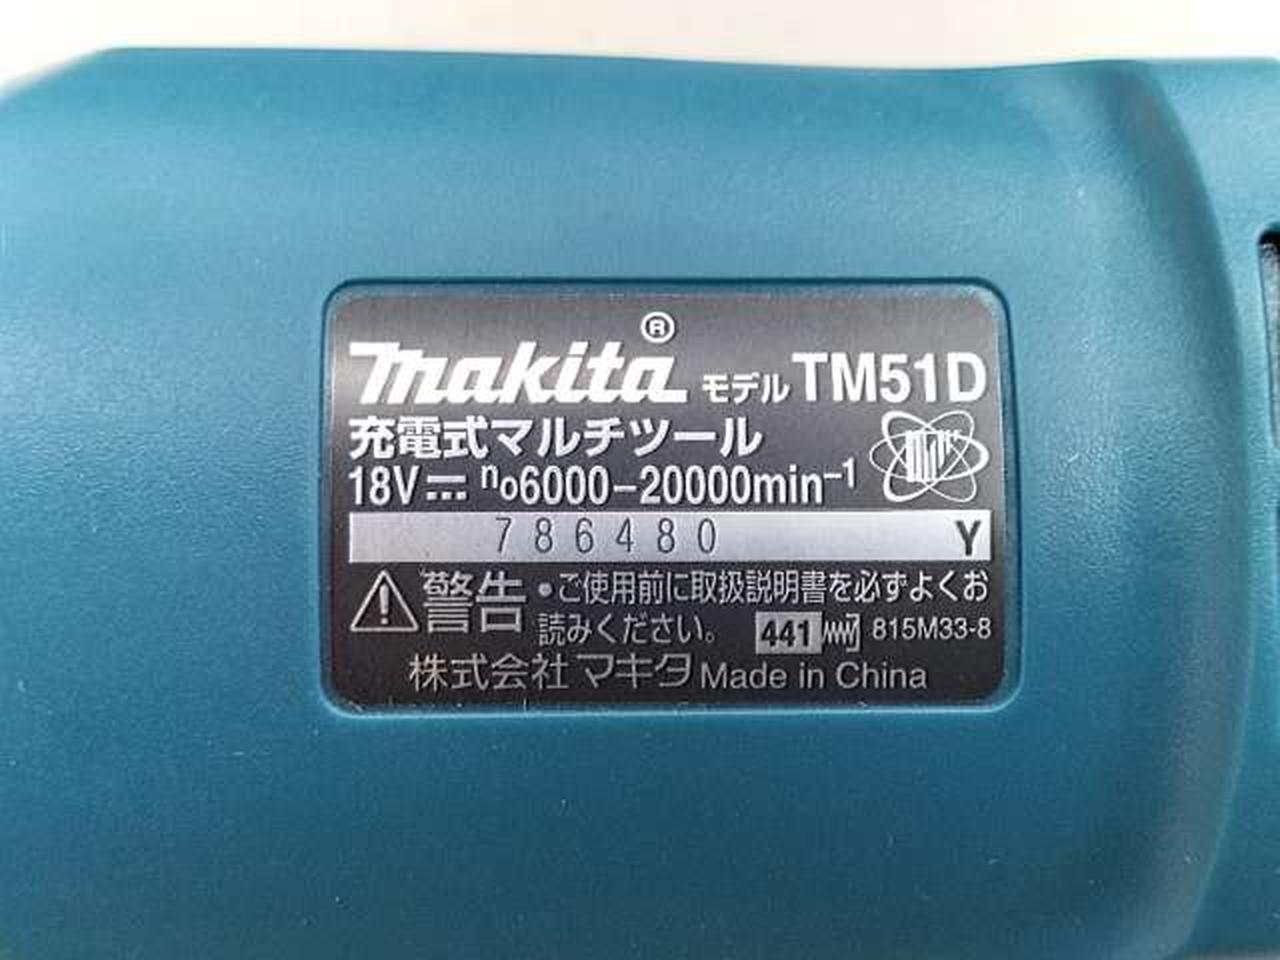 makita® モデル TM51D
充電式マルチツール
18V n₀6000-20000min⁻¹
786480 Y
警告 •ご使用前に取扱説明書を必ずよくお
読みください。 441 815M33-8
株式会社 マキタ Made in China